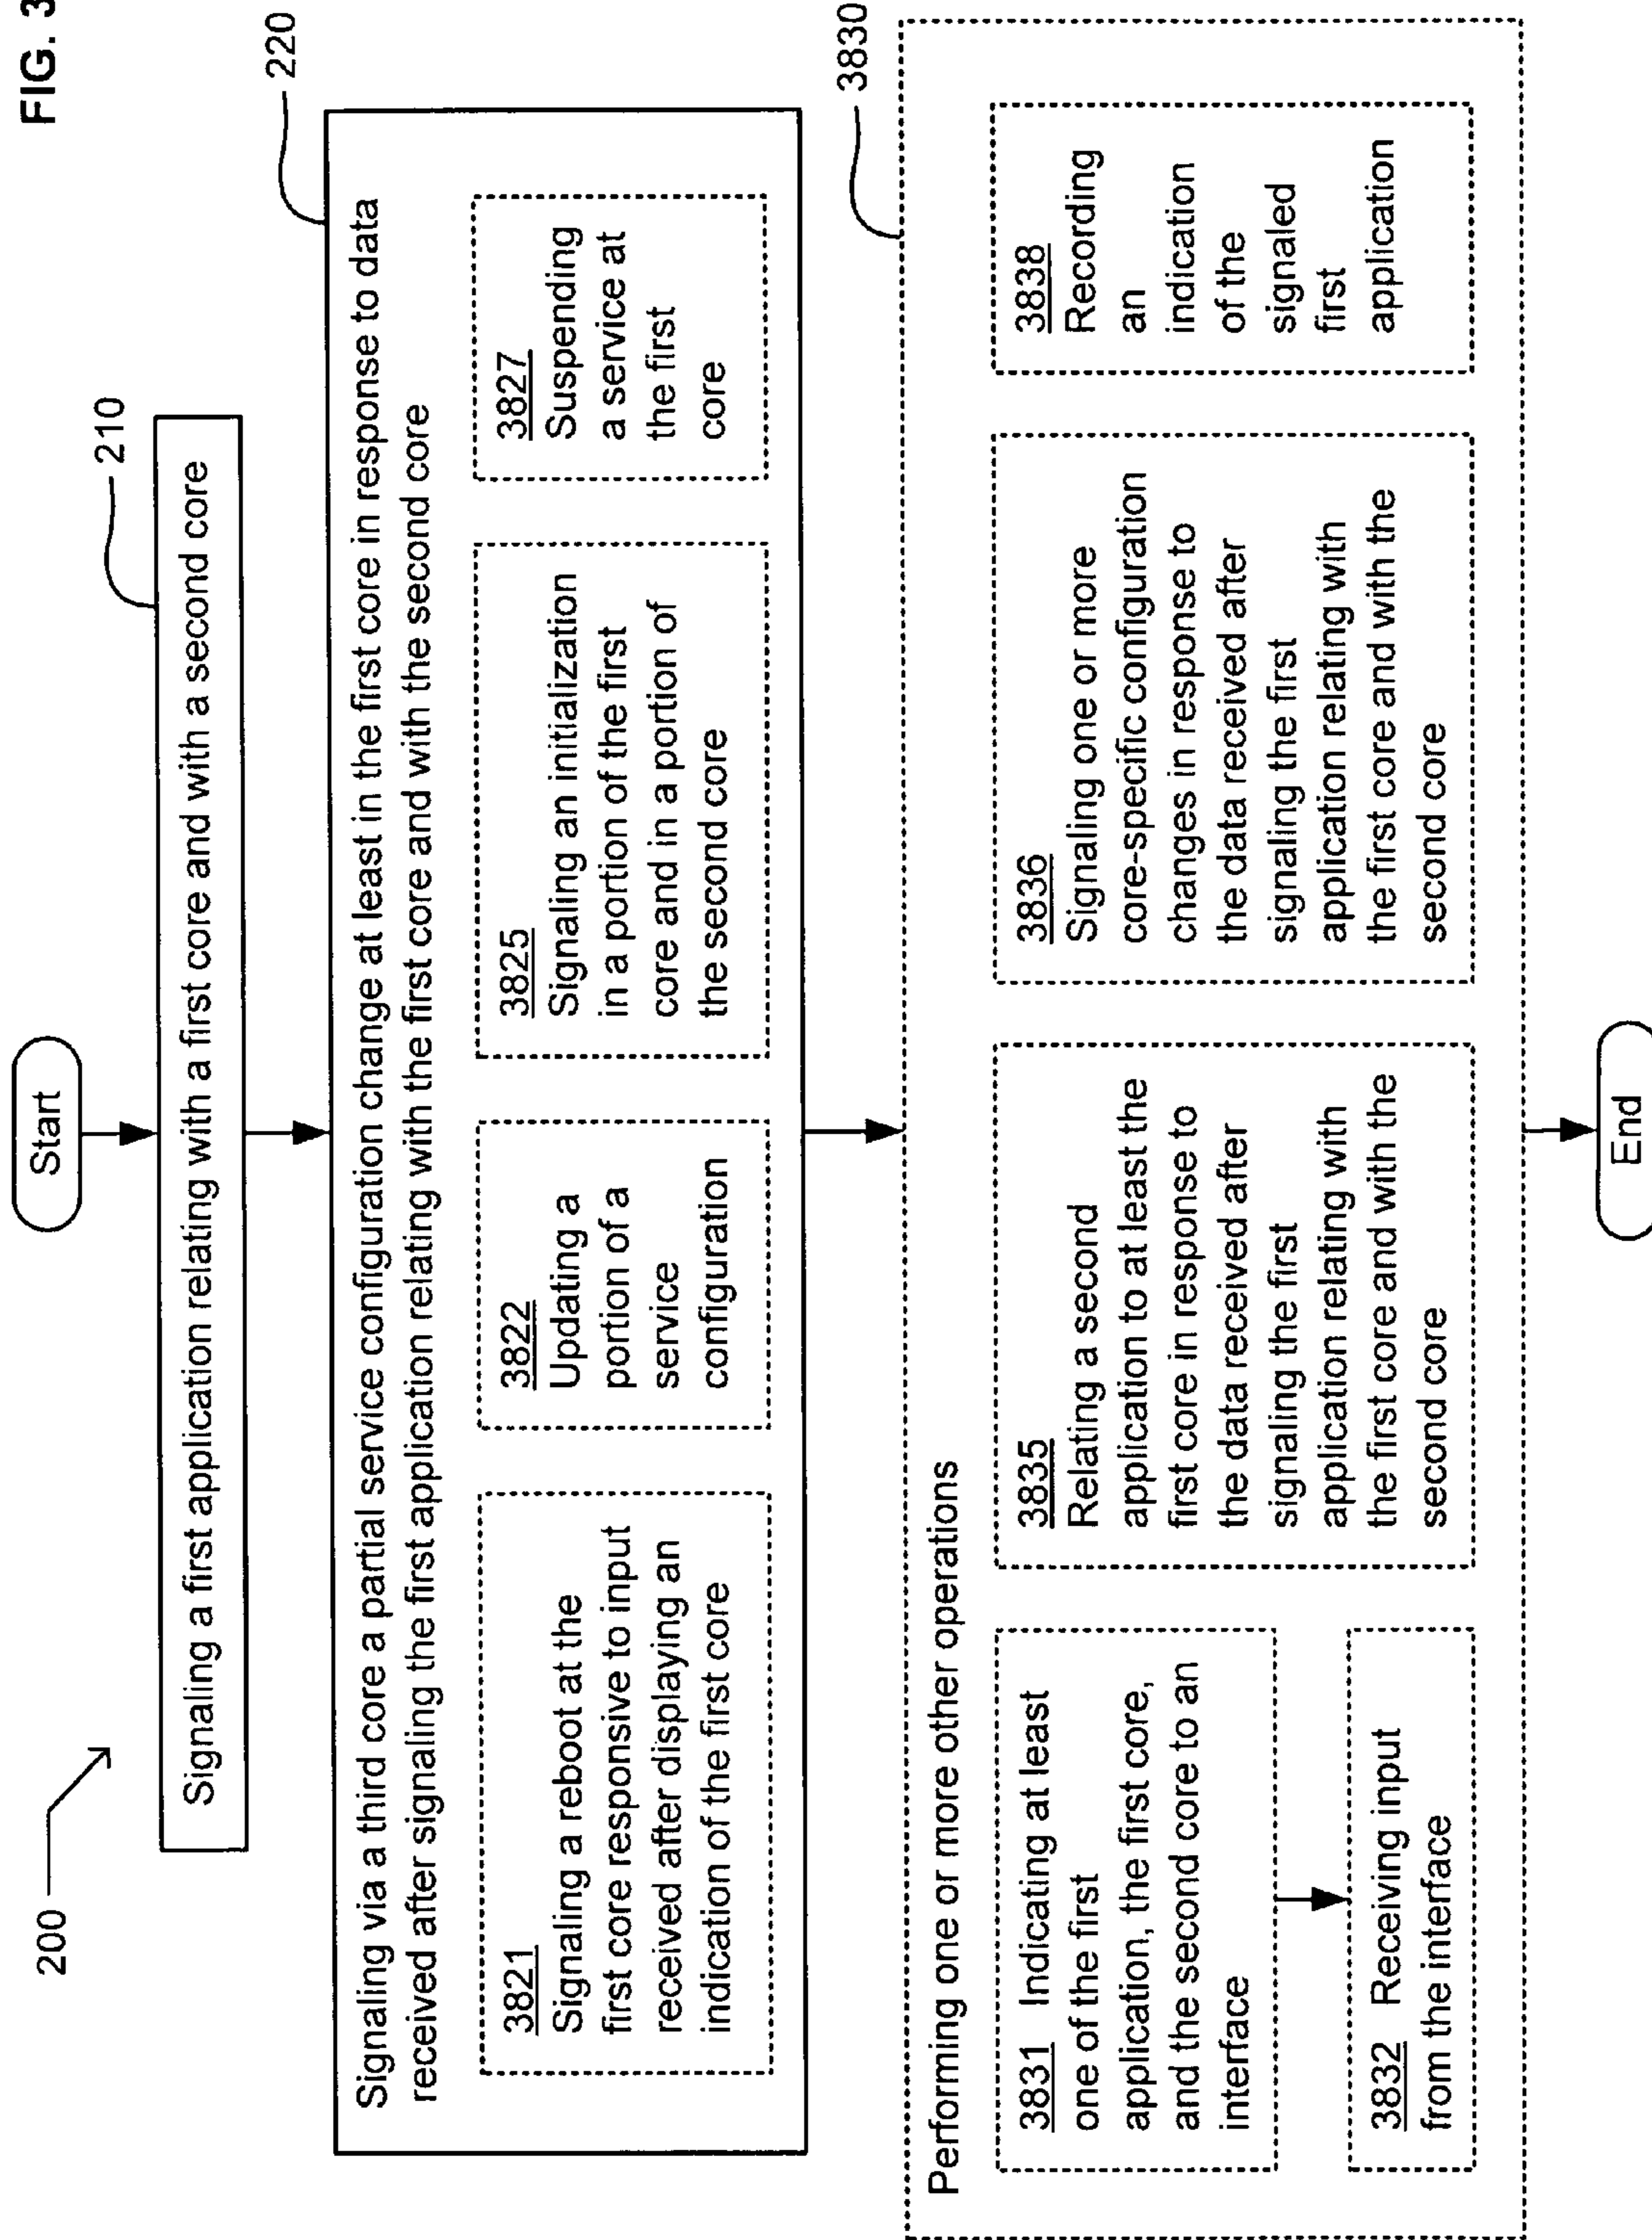 FIG. 3
200
Start
210
Signaling a first application relating with a first core and with a second core
220
Signaling via a third core a partial service configuration change at least in the first core in response to data
received after signaling the first application relating with the first core and with the second core
3821
Signaling a reboot at the
first core responsive to input
received after displaying an
indication of the first core
3822
Updating a
portion of a
service
configuration
3825
Signaling an initialization
in a portion of the first
core and in a portion of
the second core
3827
Suspending
a service at
the first
core
3830
Performing one or more other operations
3831 Indicating at least
one of the first
application, the first core,
and the second core to an
interface
3832 Receiving input
from the interface
3835
Relating a second
application to at least the
first core in response to
the data received after
signaling the first
application relating with
the first core and with the
second core
3836
Signaling one or more
core-specific configuration
changes in response to
the data received after
signaling the first
application relating with
the first core and with the
second core
3838
Recording
an
indication
of the
signaled
first
application
End